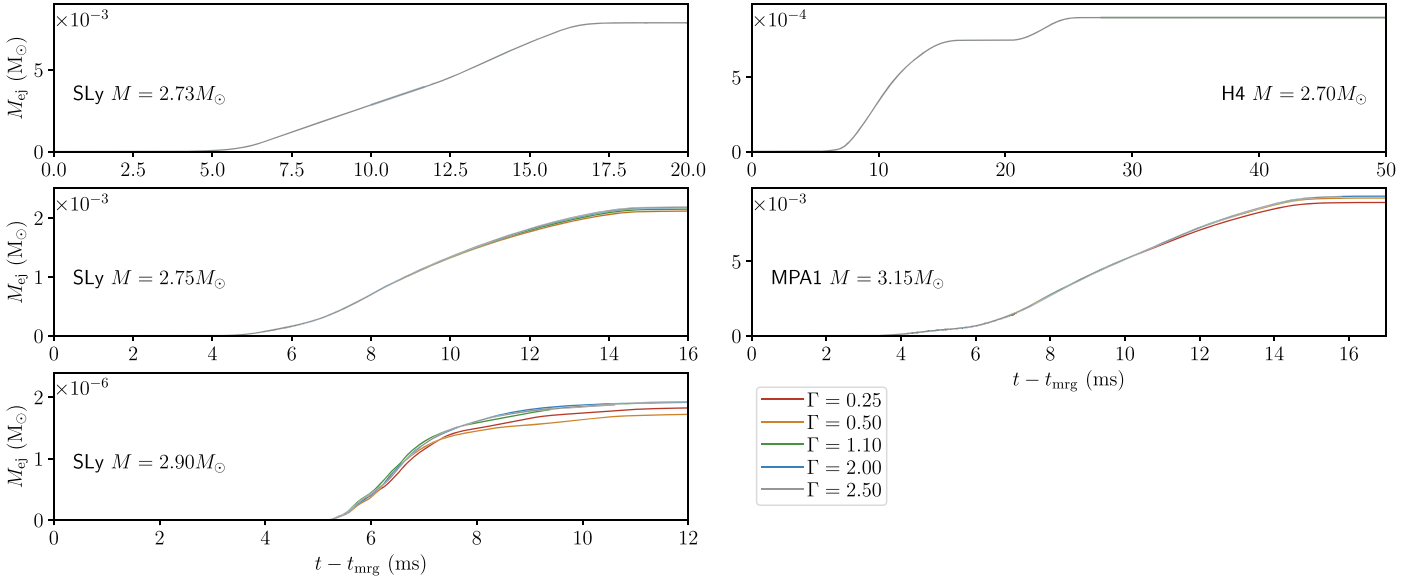 ×10⁻³
M_ej (M_⊙)
5
0
SLy M = 2.73M_⊙
0.0 2.5 5.0 7.5 10.0 12.5 15.0 17.5 20.0
×10⁻⁴
5
0
H4 M = 2.70M_⊙
0 10 20 30 40 50
×10⁻³
M_ej (M_⊙)
2
1
0
SLy M = 2.75M_⊙
0 2 4 6 8 10 12 14 16
×10⁻³
5
0
MPA1 M = 3.15M_⊙
0 2 4 6 8 10 12 14 16
t − t_mrg (ms)
×10⁻⁶
M_ej (M_⊙)
2
1
0
SLy M = 2.90M_⊙
0 2 4 6 8 10 12
t − t_mrg (ms)
Γ = 0.25
Γ = 0.50
Γ = 1.10
Γ = 2.00
Γ = 2.50